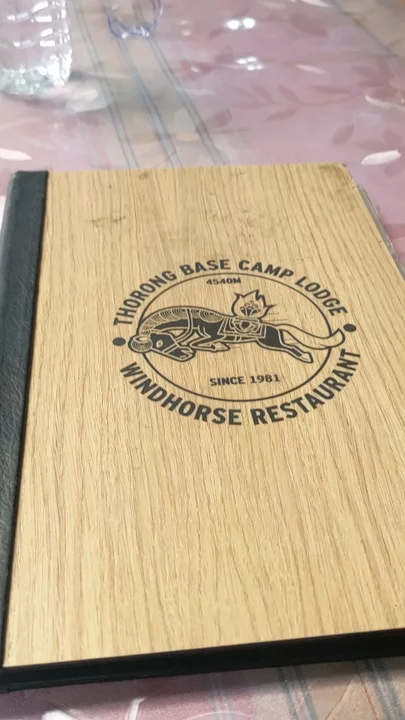 THORONG BASE CAMP LODGE
4540M
SINCE 1981
WINDHORSE RESTAURANT